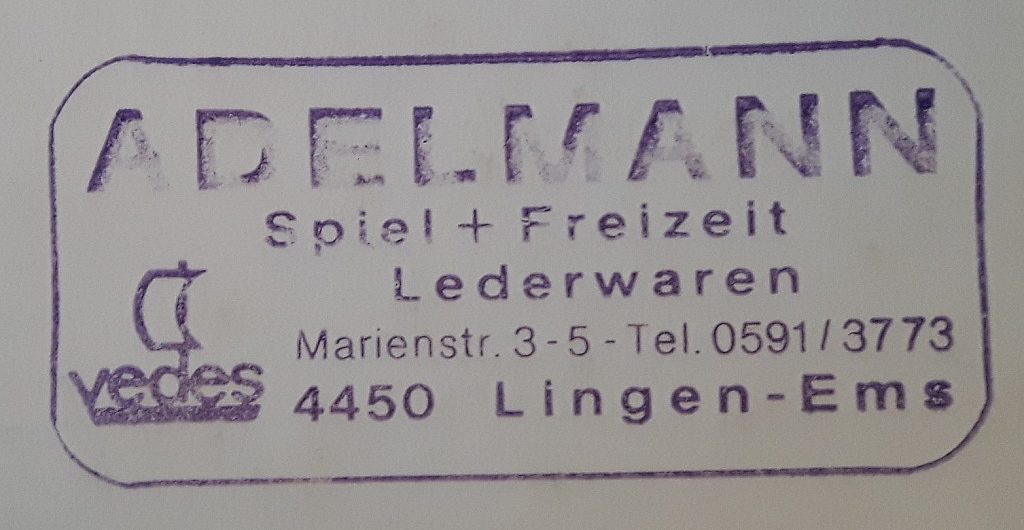 ADELMANN
Spiel + Freizeit
Lederwaren
Marienstr. 3-5 - Tel. 0591/3773
vedes
4450 Lingen-Ems